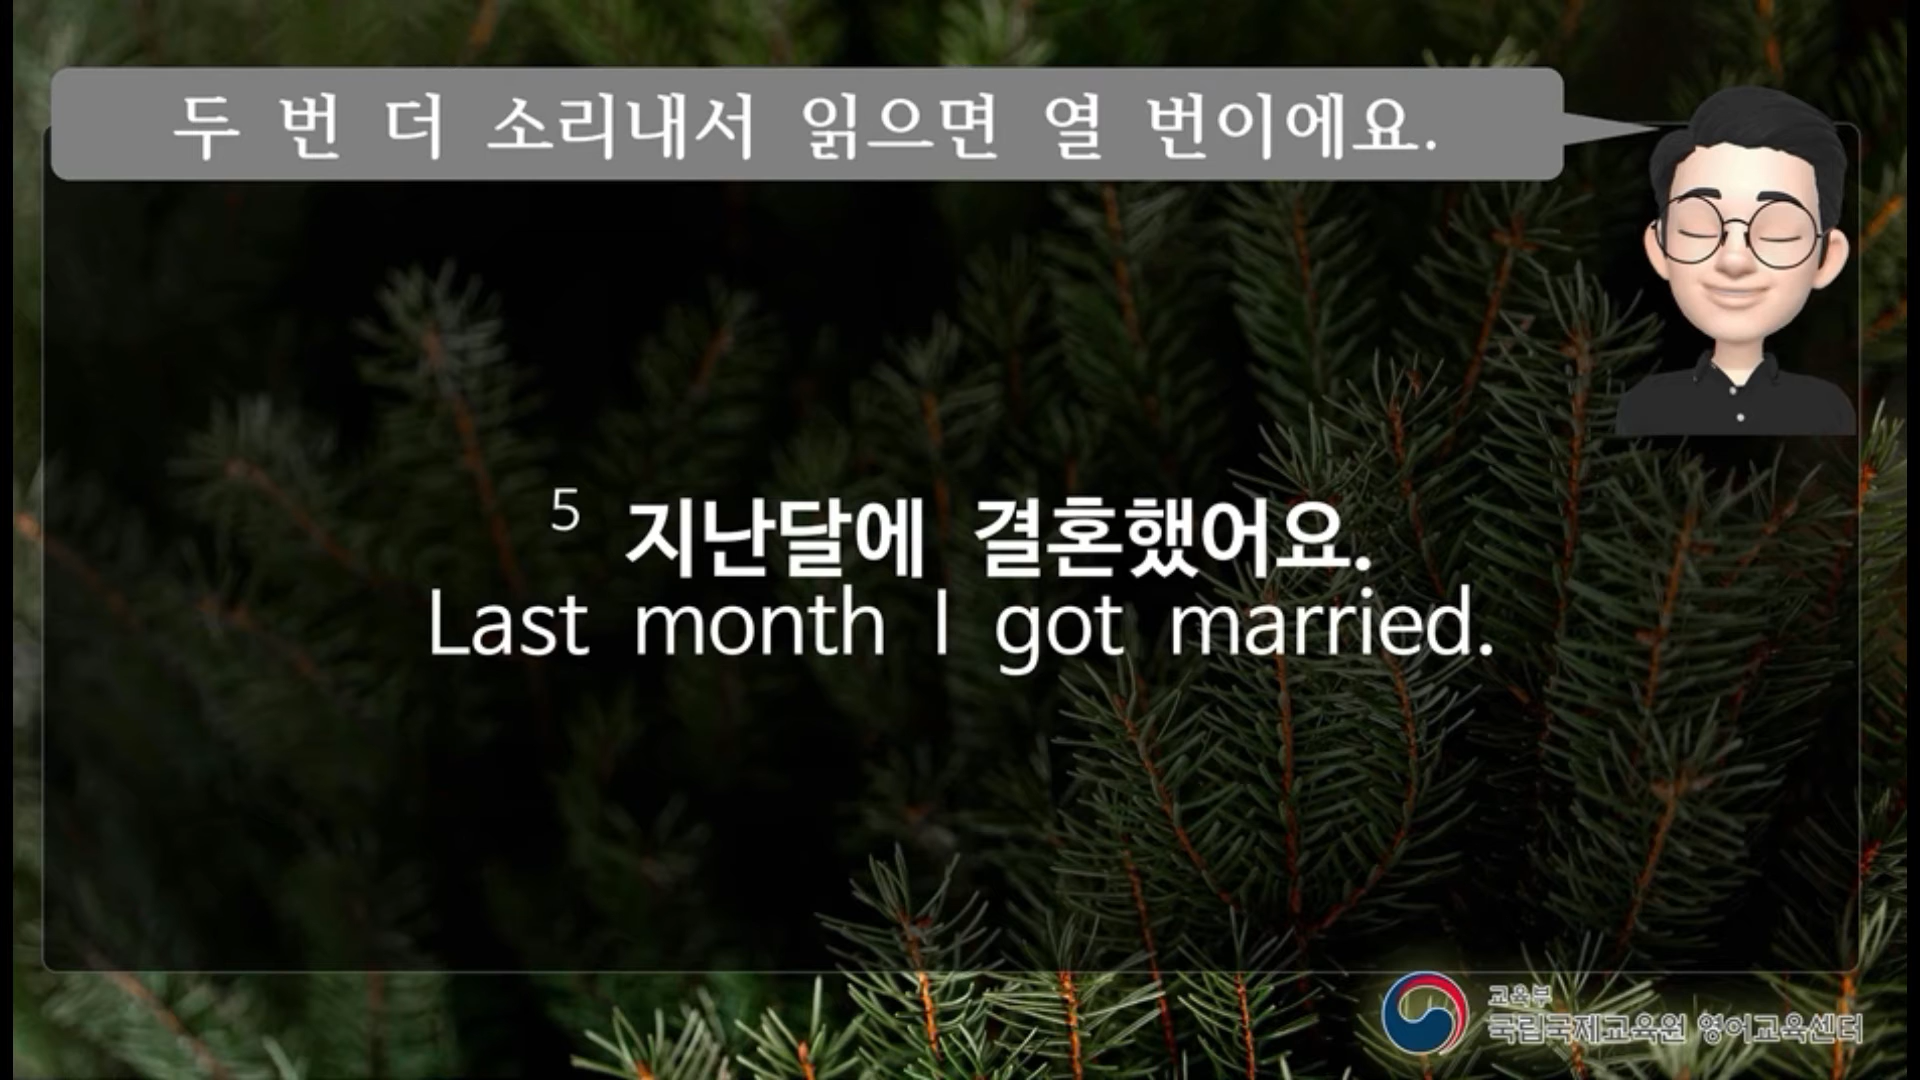 두 번 더 소리내서 읽으면 열 번이에요.
5 지난달에 결혼했어요.
Last month I got married.
교육부
국립국제교육원 영어교육센터